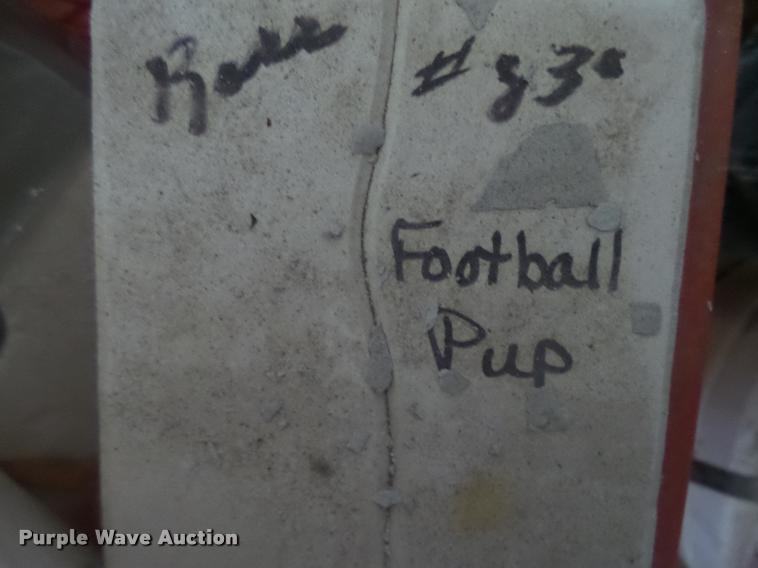 # 83°
Football
Pup
Purple Wave Auction